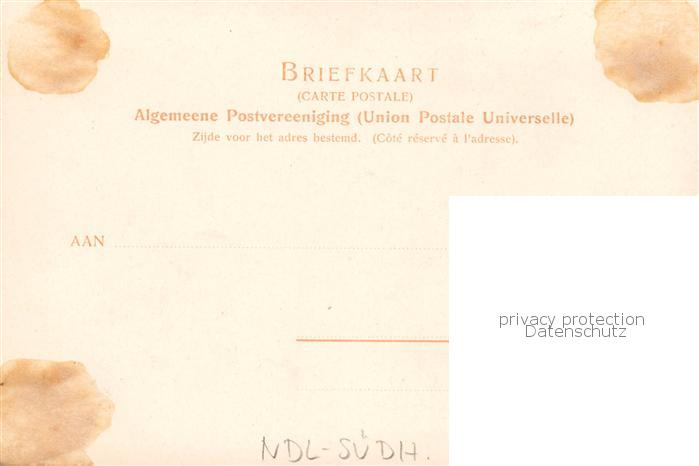 BRIEFKAART
(CARTE POSTALE)
Algemeene Postvereeniging (Union Postale Universelle)
Zijde voor het adres bestemd. (Côté réservé à l'adresse).
AAN
privacy protection
Datenschutz
NDL-SÜDH.